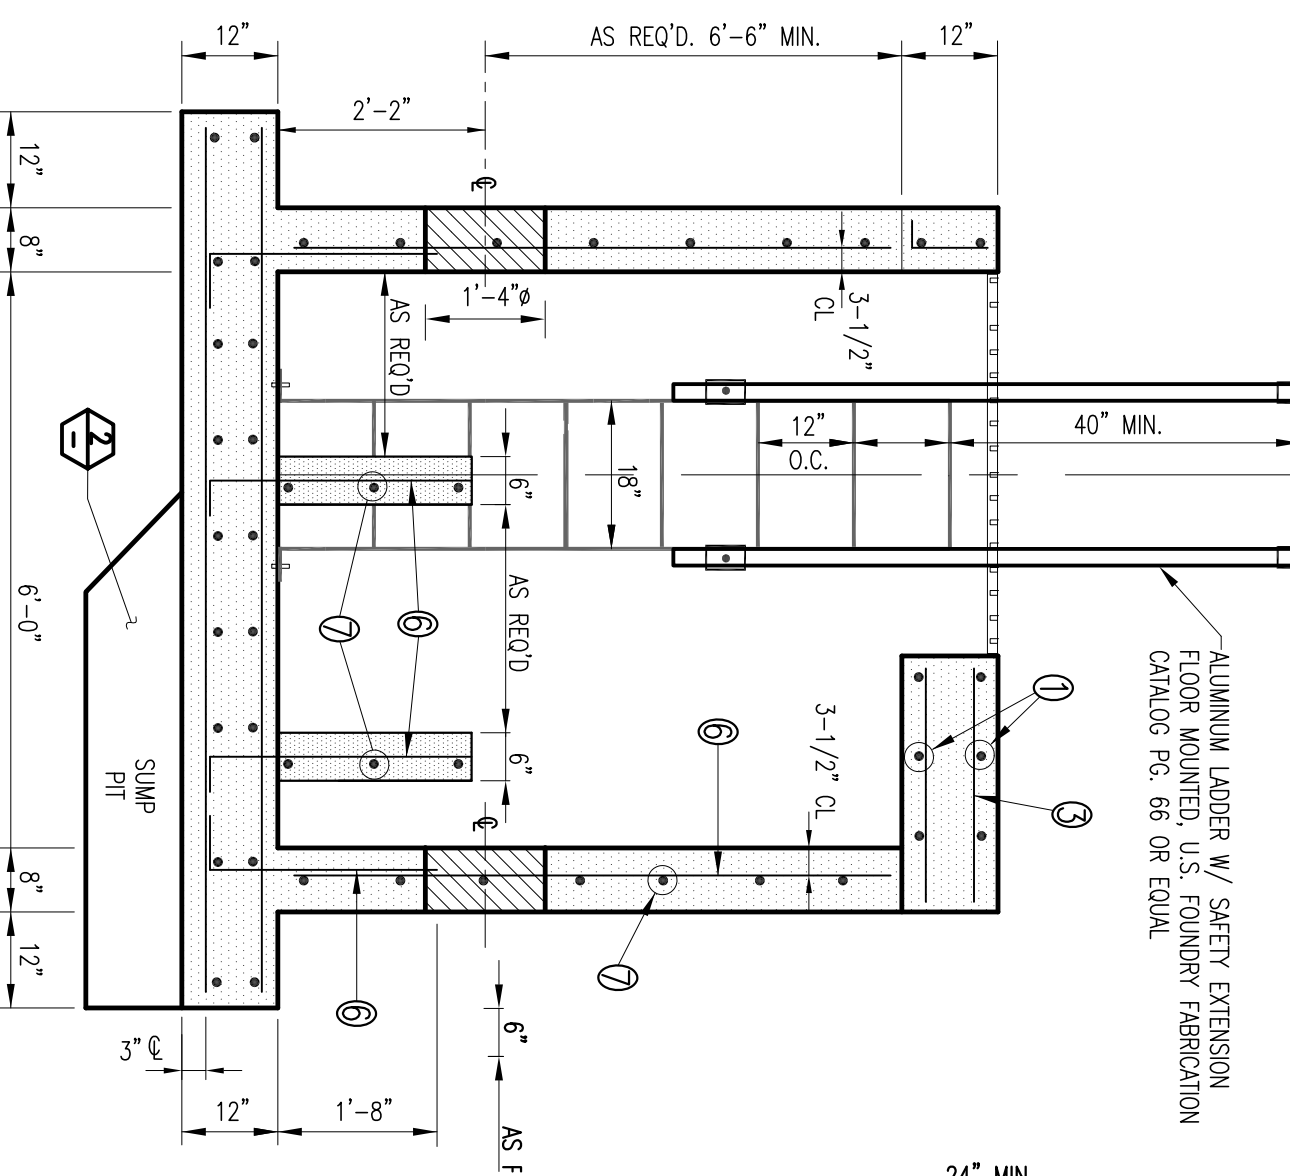 12"
AS REQ'D. 6'-6" MIN.
12"
2'-2"
12"
8"
6'-0"
8"
12"
℄
1'-4"ø
AS REQ'D
3-1/2"
CL
12"
O.C.
40" MIN.
18"
6"
AS REQ'D
6"
2
-
7
6
SUMP
PIT
℄
3-1/2" CL
6
7
6
1
3
ALUMINUM LADDER W/ SAFETY EXTENSION
FLOOR MOUNTED, U.S. FOUNDRY FABRICATION
CATALOG PG. 66 OR EQUAL
6"
3" ℄
12"
1'-8"
AS
24" MIN